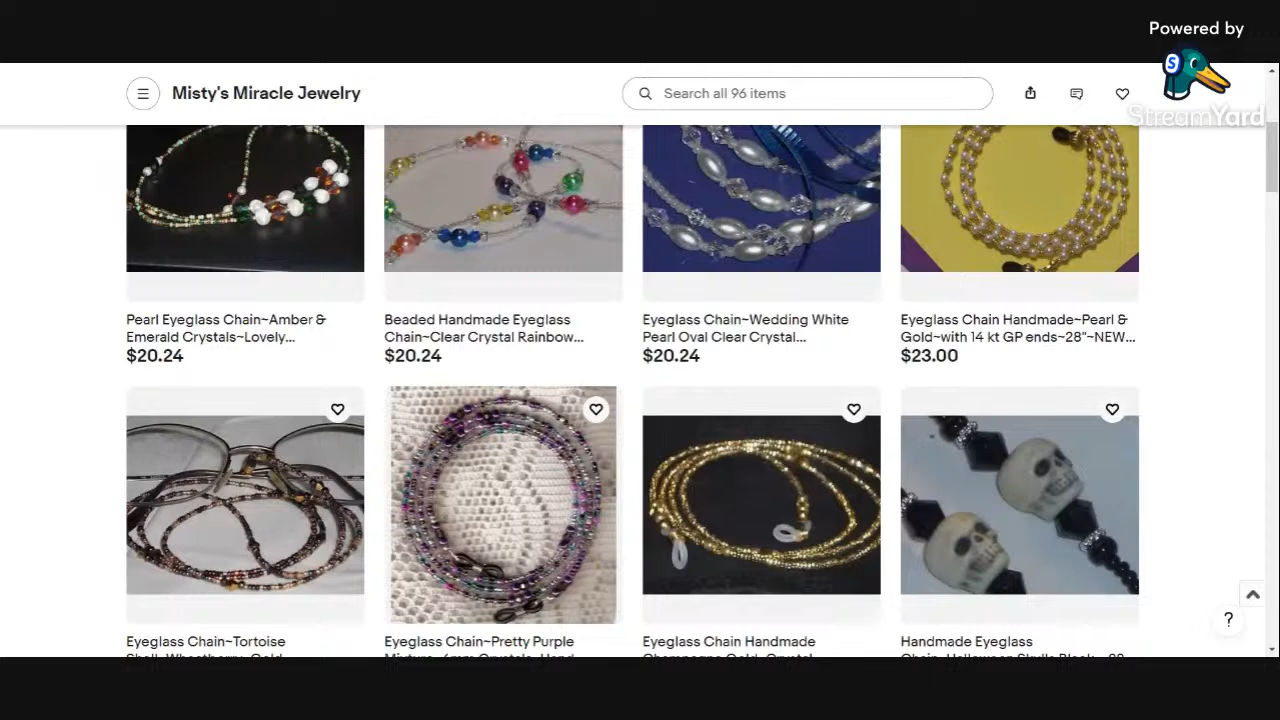 Powered by
S
StreamYard
Misty's Miracle Jewelry
Search all 96 items
Pearl Eyeglass Chain~Amber &
Emerald Crystals~Lovely...
$20.24
Beaded Handmade Eyeglass
Chain~Clear Crystal Rainbow...
$20.24
Eyeglass Chain~Wedding White
Pearl Oval Clear Crystal...
$20.24
Eyeglass Chain Handmade~Pearl &
Gold~with 14 kt GP ends~28"~NEW...
$23.00
Eyeglass Chain~Tortoise
Eyeglass Chain~Pretty Purple
Eyeglass Chain Handmade
Handmade Eyeglass
?